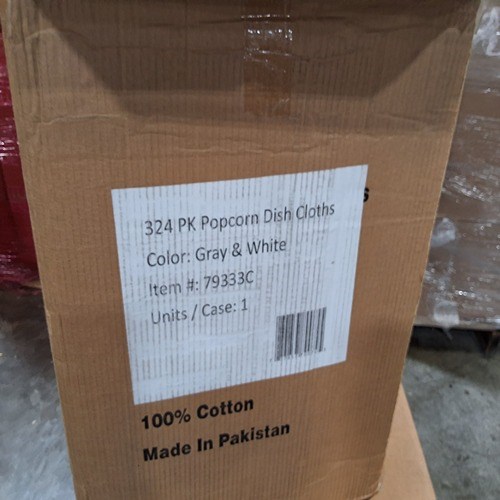 324 PK Popcorn Dish Cloths
Color: Gray & White
Item #: 79333C
Units / Case: 1
100% Cotton
Made In Pakistan